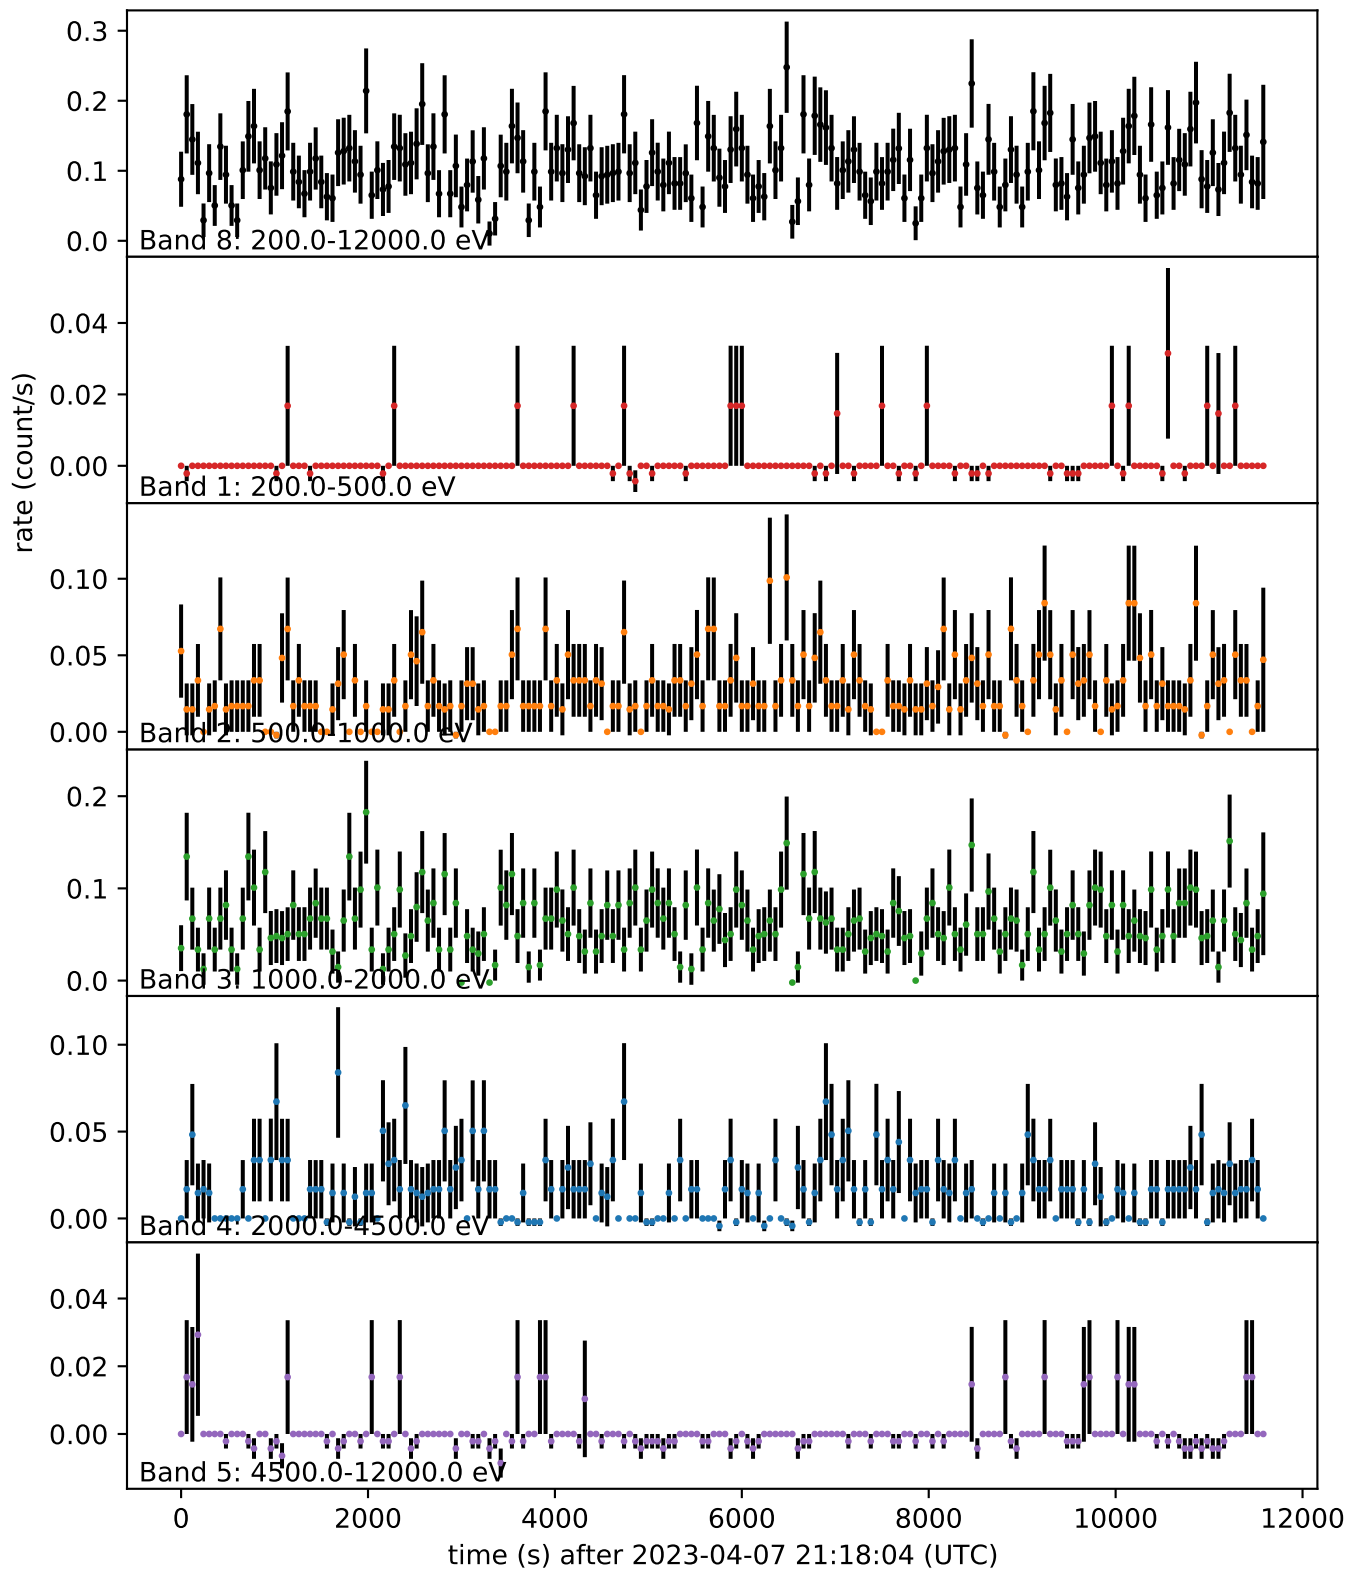 0.3
0.2
0.1
0.0
Band 8: 200.0-12000.0 eV
0.04
0.02
0.00
Band 1: 200.0-500.0 eV
rate (count/s)
0.10
0.05
0.00
Band 2: 500.0-1000.0 eV
0.2
0.1
0.0
Band 3: 1000.0-2000.0 eV
0.10
0.05
0.00
Band 4: 2000.0-4500.0 eV
0.04
0.02
0.00
Band 5: 4500.0-12000.0 eV
0 2000 4000 6000 8000 10000 12000
time (s) after 2023-04-07 21:18:04 (UTC)